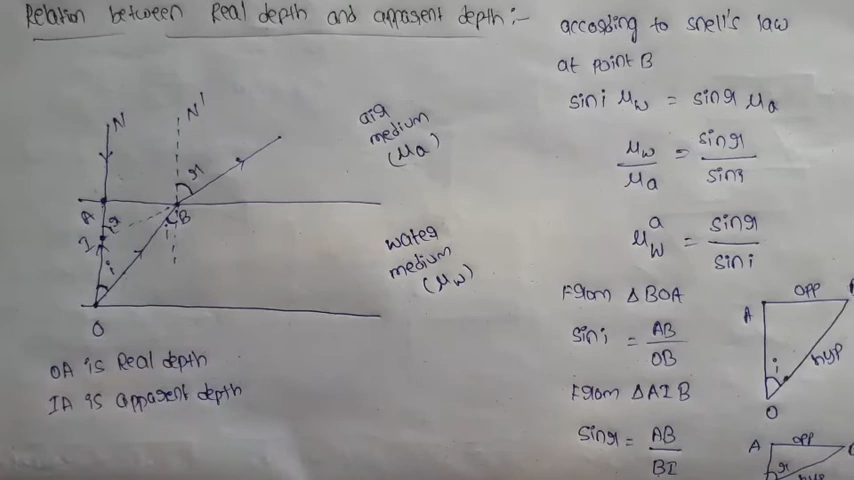 Relation between Real depth and apparent depth :-
N
N'
r
A
B
I
r
i
i
O
air
medium
(μa)
water
medium
(μw)
OA is Real depth
IA is apparent depth
according to snell's law
at point B
sin i μw = sin r μa
μw/μa = sin r/sin i
μ a w = sin r/sin i
From △BOA
sin i = AB/OB
From △AIB
sin r = AB/BI
A
opp
i
hyp
O
A
opp
r
hyp